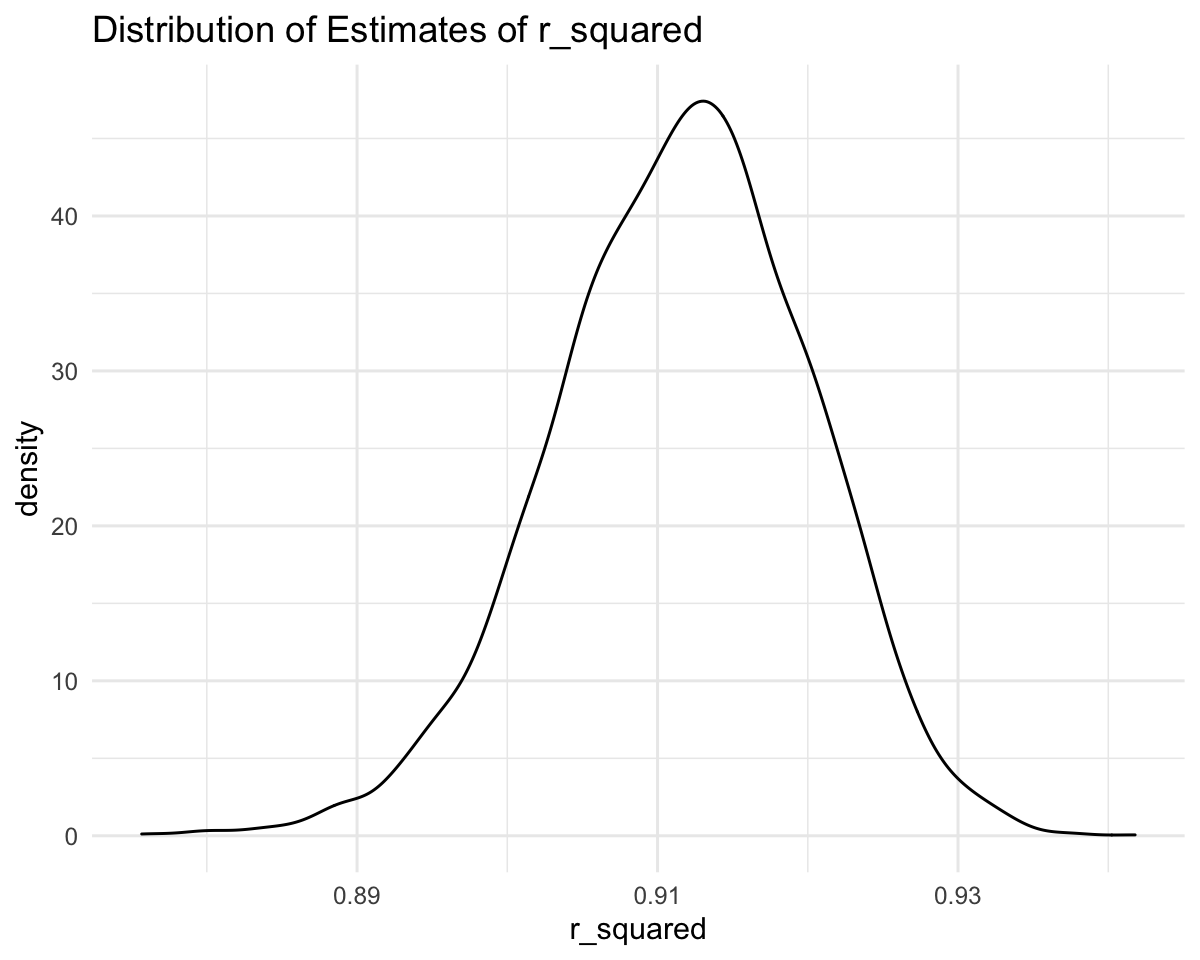 Distribution of Estimates of r_squared
density
40
30
20
10
0
0.89
0.91
0.93
r_squared